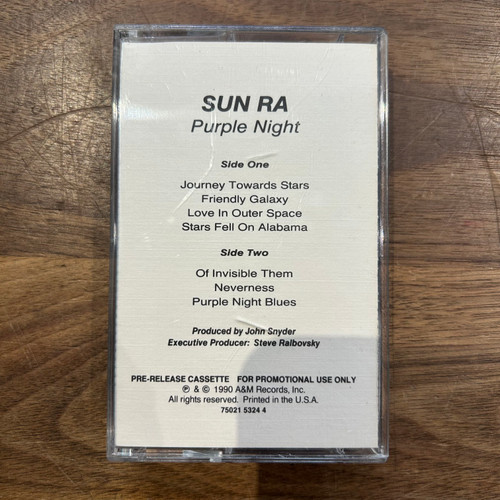 SUN RA
Purple Night
Side One
Journey Towards Stars
Friendly Galaxy
Love In Outer Space
Stars Fell On Alabama
Side Two
Of Invisible Them
Neverness
Purple Night Blues
Produced by John Snyder
Executive Producer: Steve Ralbovsky
PRE-RELEASE CASSETTE FOR PROMOTIONAL USE ONLY
℗ & © 1990 A&M Records, Inc.
All rights reserved. Printed in the U.S.A.
75021 5324 4